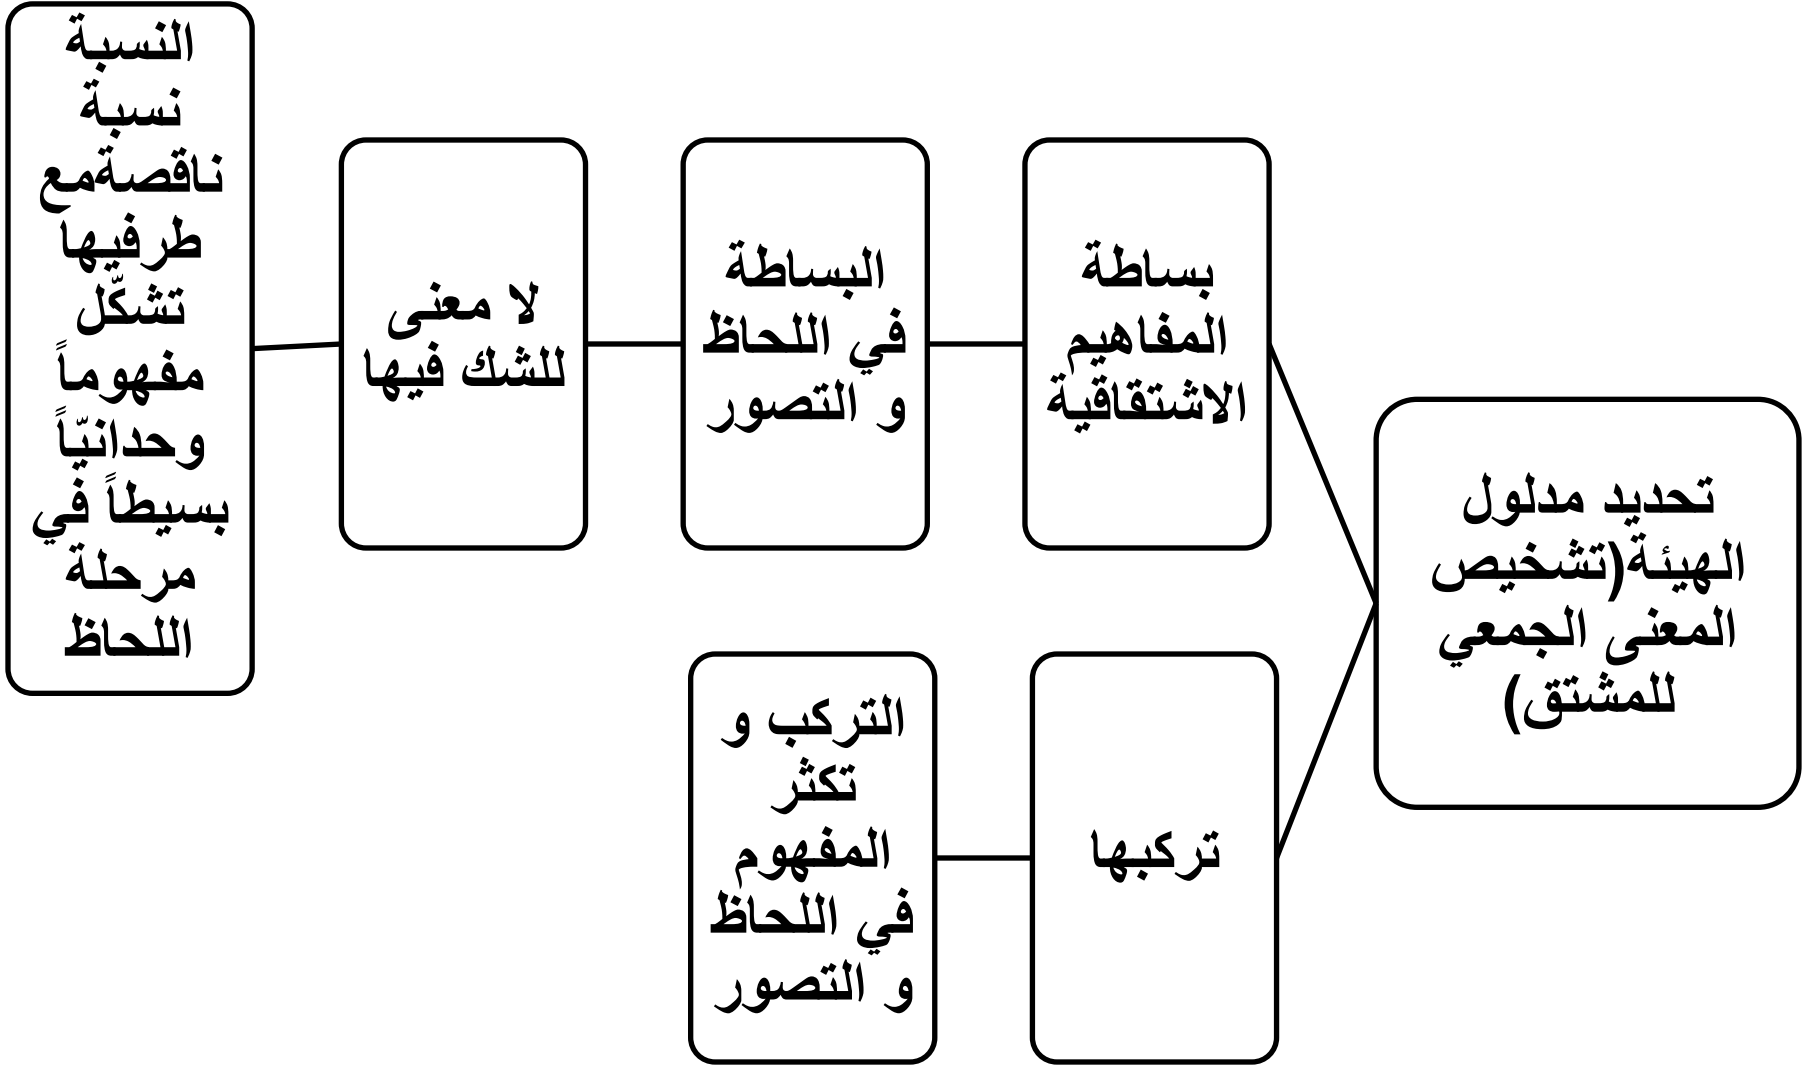 تحديد مدلول
الهيئة(تشخيص
المعنى الجمعي
للمشتق)
بساطة
المفاهيم
الاشتقاقية
البساطة
في اللحاظ
و التصور
لا معنى
للشك فيها
النسبة
نسبة
ناقصةمع
طرفيها
تشكّل
مفهوماً
وحدانيّاً
بسيطاً في
مرحلة
اللحاظ
تركبها
التركب و
تكثر
المفهوم
في اللحاظ
و التصور